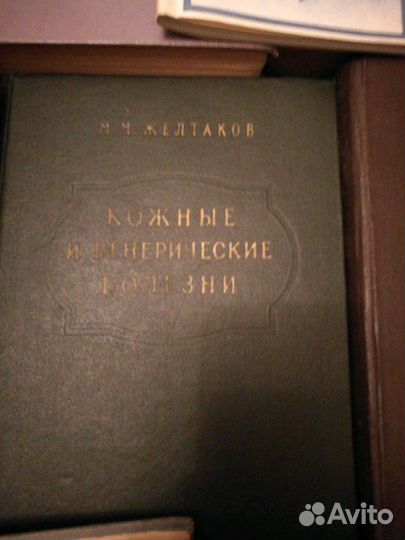 М. М. ЖЕЛТАКОВ
КОЖНЫЕ
И ВЕНЕРИЧЕСКИЕ
БОЛЕЗНИ
Avito